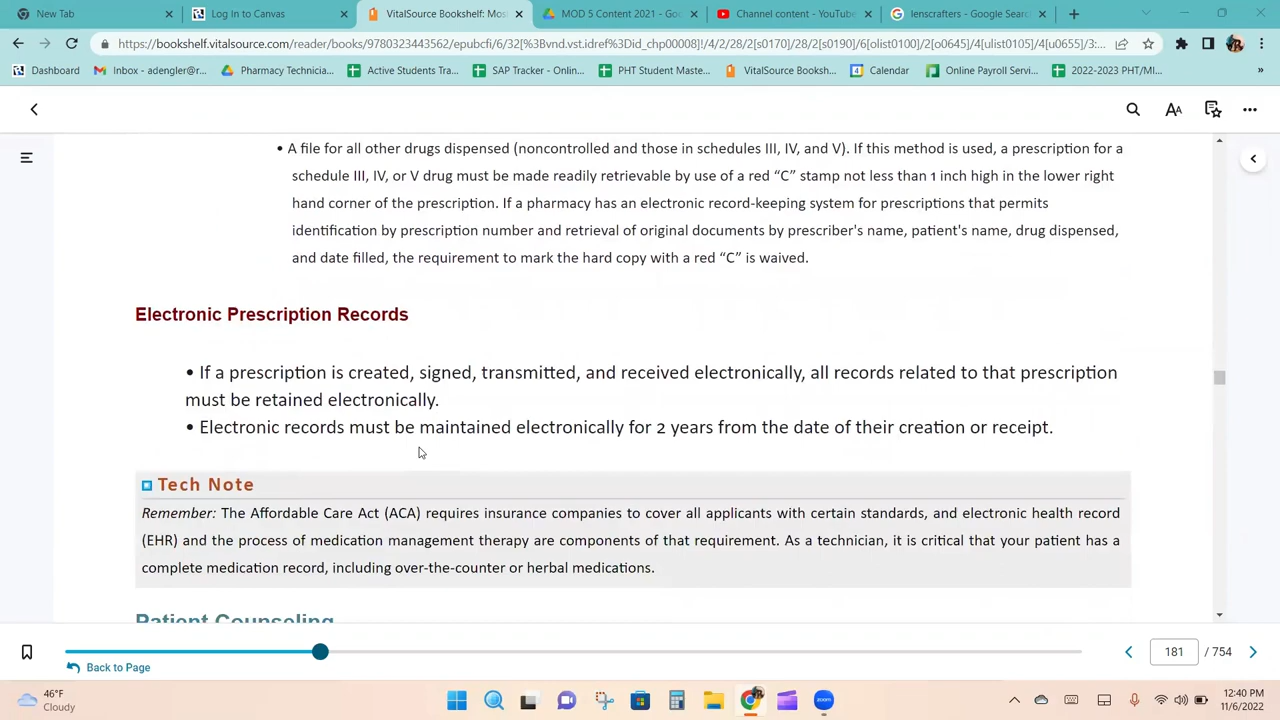 New Tab
Log In to Canvas
VitalSource Bookshelf: Mos
MOD 5 Content 2021 - Goo
Channel content - YouTube
lenscrafters - Google Search
https://bookshelf.vitalsource.com/reader/books/9780323443562/epubcfi/6/32[%3Bvnd.vst.idref%3Did_chp00008]!/4/2/28/2[s0170]/28/2[s0190]/6[olist0100]/2[o0645]/4[ulist0105]/4[u0655]/3:...
Dashboard
Inbox - adengler@r...
Pharmacy Technicia...
Active Students Tra...
SAP Tracker - Onlin...
PHT Student Maste...
VitalSource Booksh...
Calendar
Online Payroll Servi...
2022-2023 PHT/MI...
• A file for all other drugs dispensed (noncontrolled and those in schedules III, IV, and V). If this method is used, a prescription for a
schedule III, IV, or V drug must be made readily retrievable by use of a red “C” stamp not less than 1 inch high in the lower right
hand corner of the prescription. If a pharmacy has an electronic record-keeping system for prescriptions that permits
identification by prescription number and retrieval of original documents by prescriber's name, patient's name, drug dispensed,
and date filled, the requirement to mark the hard copy with a red “C” is waived.
Electronic Prescription Records
• If a prescription is created, signed, transmitted, and received electronically, all records related to that prescription
must be retained electronically.
• Electronic records must be maintained electronically for 2 years from the date of their creation or receipt.
Tech Note
Remember: The Affordable Care Act (ACA) requires insurance companies to cover all applicants with certain standards, and electronic health record
(EHR) and the process of medication management therapy are components of that requirement. As a technician, it is critical that your patient has a
complete medication record, including over-the-counter or herbal medications.
Patient Counseling
181 / 754
Back to Page
46°F
Cloudy
zoom
12:40 PM
11/6/2022